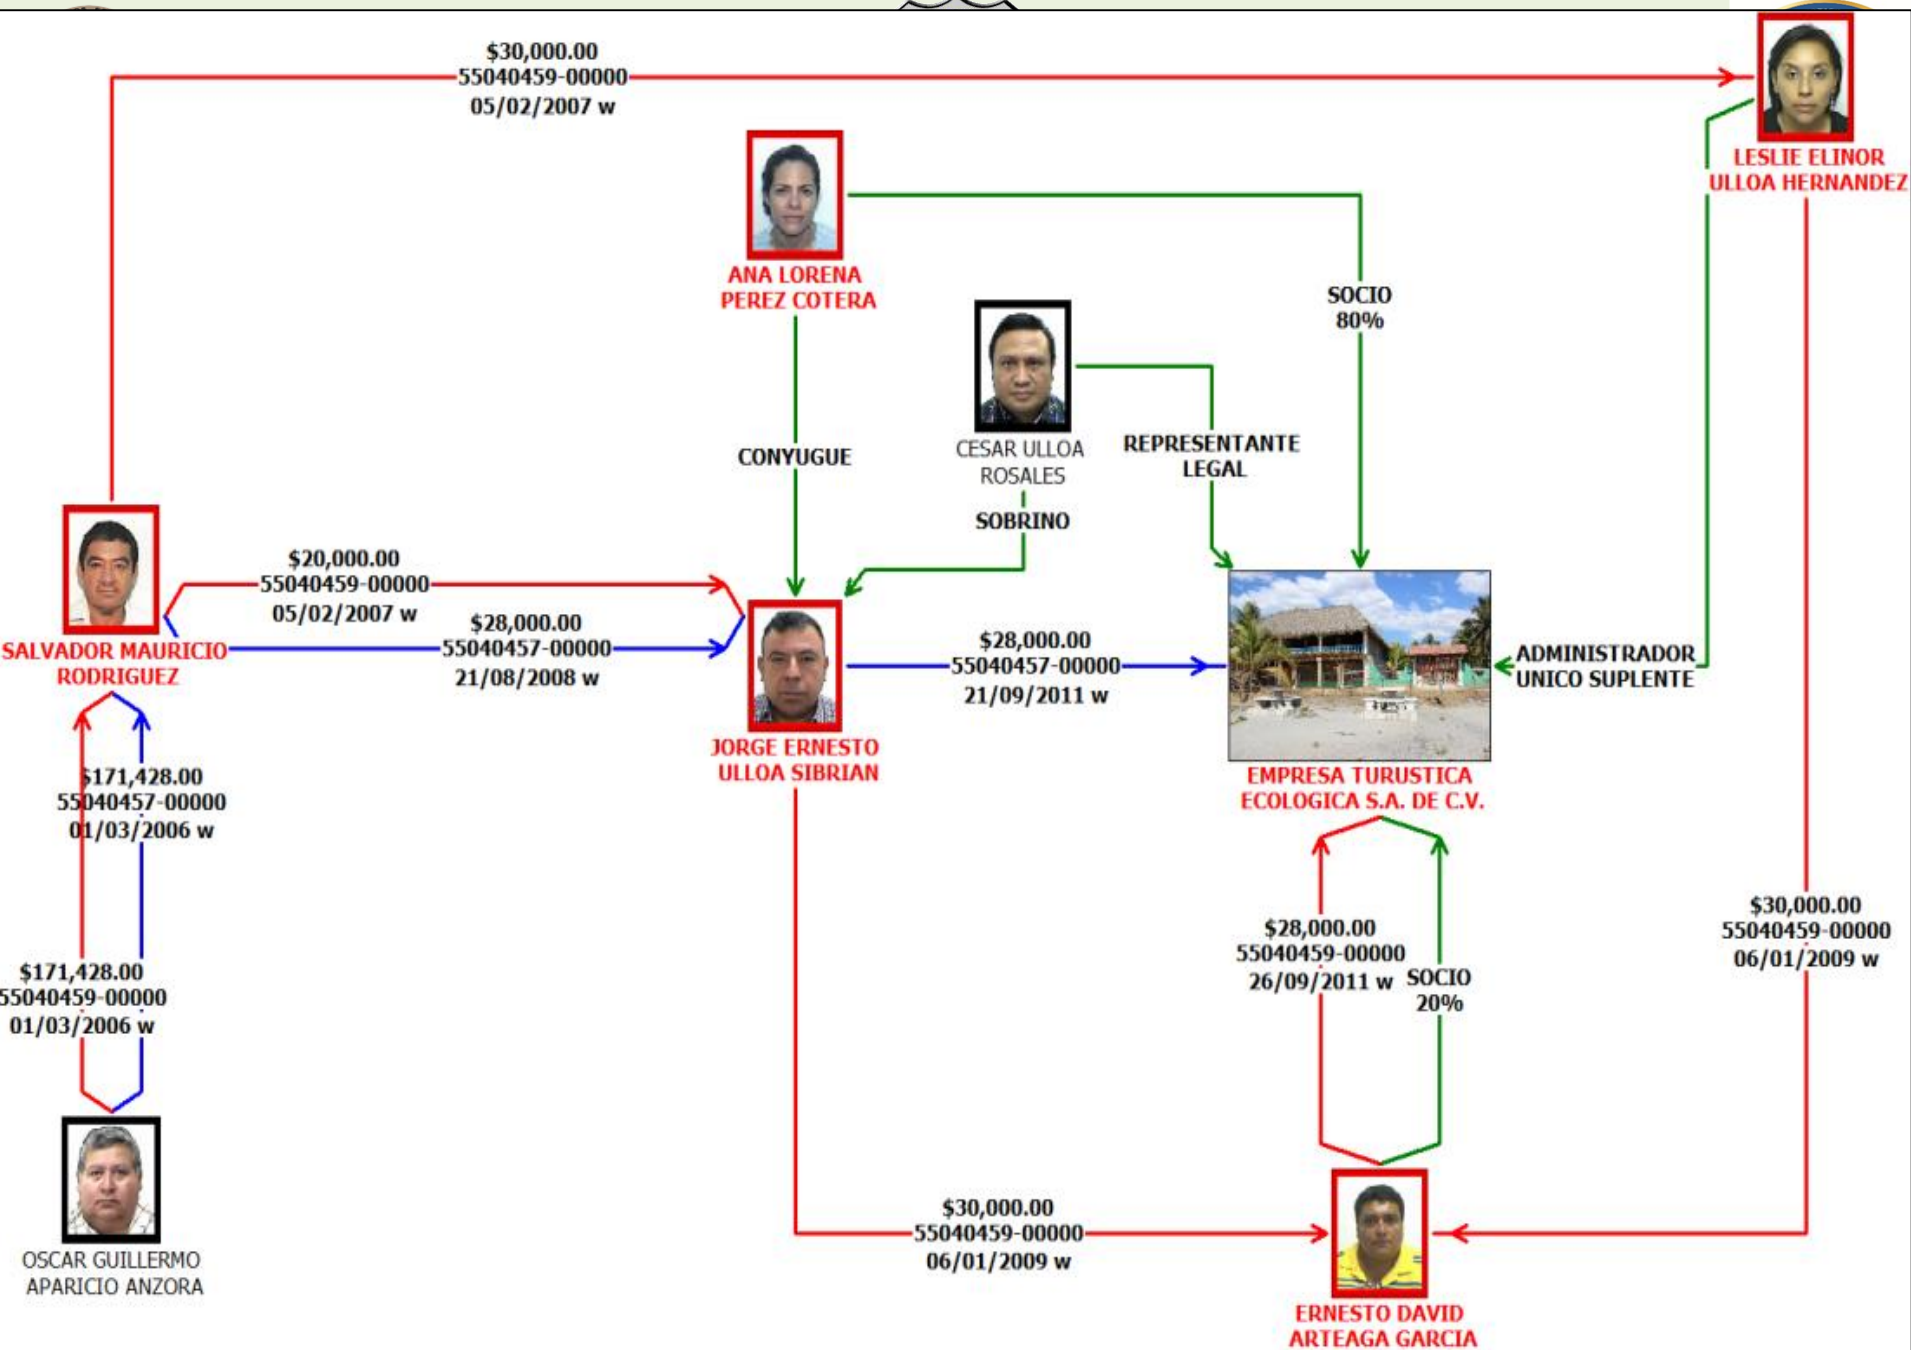 $30,000.00
55040459-00000
05/02/2007 w
LESLIE ELINOR
ULLOA HERNANDEZ
ANA LORENA
PEREZ COTERA
SOCIO
80%
CESAR ULLOA
ROSALES
REPRESENTANTE
LEGAL
CONYUGUE
SOBRINO
$20,000.00
55040459-00000
05/02/2007 w
SALVADOR MAURICIO
RODRIGUEZ
$28,000.00
55040457-00000
21/08/2008 w
$28,000.00
55040457-00000
21/09/2011 w
ADMINISTRADOR
UNICO SUPLENTE
JORGE ERNESTO
ULLOA SIBRIAN
EMPRESA TURUSTICA
ECOLOGICA S.A. DE C.V.
$171,428.00
55040457-00000
01/03/2006 w
$171,428.00
55040459-00000
01/03/2006 w
$28,000.00
55040459-00000
26/09/2011 w
SOCIO
20%
$30,000.00
55040459-00000
06/01/2009 w
$30,000.00
55040459-00000
06/01/2009 w
OSCAR GUILLERMO
APARICIO ANZORA
ERNESTO DAVID
ARTEAGA GARCIA